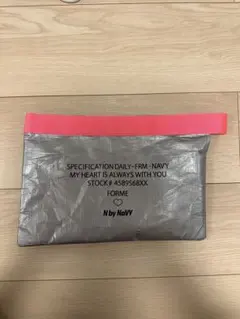 SPECIFICATION DAILY-FRM - NAVY
MY HEART IS ALWAYS WITH YOU
STOCK # 4589568XX
FORME
N by NaVY